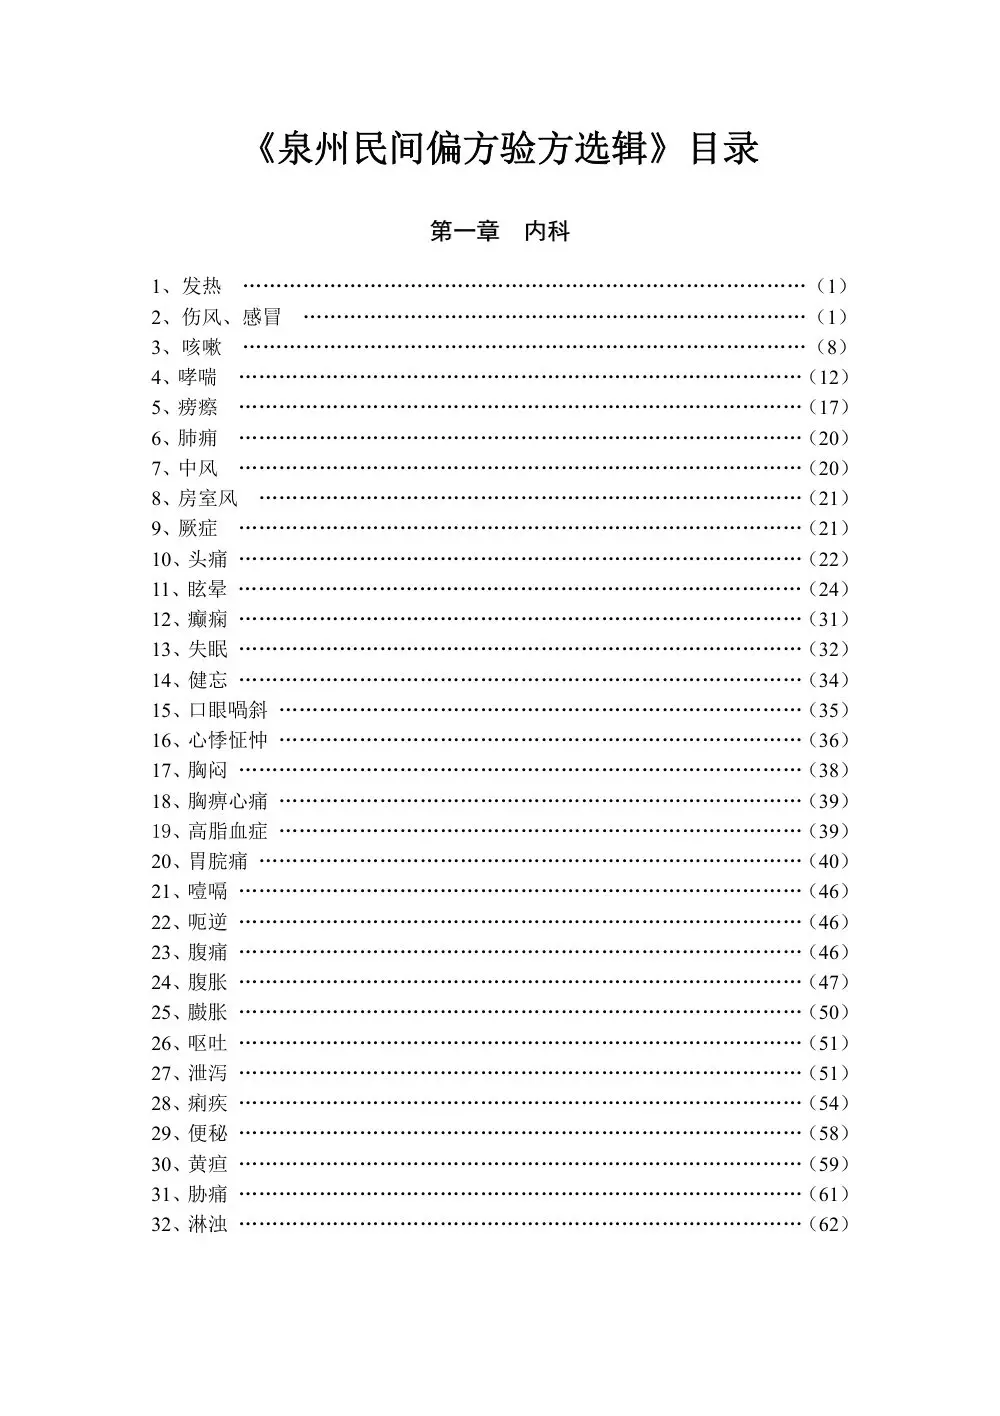 《泉州民间偏方验方选辑》目录
第一章　内科
1、发热 ……………………………………………………………………（1）
2、伤风、感冒 ……………………………………………………………（1）
3、咳嗽 ……………………………………………………………………（8）
4、哮喘 ……………………………………………………………………（12）
5、痨瘵 ……………………………………………………………………（17）
6、肺痈 ……………………………………………………………………（20）
7、中风 ……………………………………………………………………（20）
8、房室风 …………………………………………………………………（21）
9、厥症 ……………………………………………………………………（21）
10、头痛 ……………………………………………………………………（22）
11、眩晕 ……………………………………………………………………（24）
12、癫痫 ……………………………………………………………………（31）
13、失眠 ……………………………………………………………………（32）
14、健忘 ……………………………………………………………………（34）
15、口眼喎斜 ………………………………………………………………（35）
16、心悸怔忡 ………………………………………………………………（36）
17、胸闷 ……………………………………………………………………（38）
18、胸痹心痛 ………………………………………………………………（39）
19、高脂血症 ………………………………………………………………（39）
20、胃脘痛 …………………………………………………………………（40）
21、噎嗝 ……………………………………………………………………（46）
22、呃逆 ……………………………………………………………………（46）
23、腹痛 ……………………………………………………………………（46）
24、腹胀 ……………………………………………………………………（47）
25、臌胀 ……………………………………………………………………（50）
26、呕吐 ……………………………………………………………………（51）
27、泄泻 ……………………………………………………………………（51）
28、痢疾 ……………………………………………………………………（54）
29、便秘 ……………………………………………………………………（58）
30、黄疸 ……………………………………………………………………（59）
31、胁痛 ……………………………………………………………………（61）
32、淋浊 ……………………………………………………………………（62）